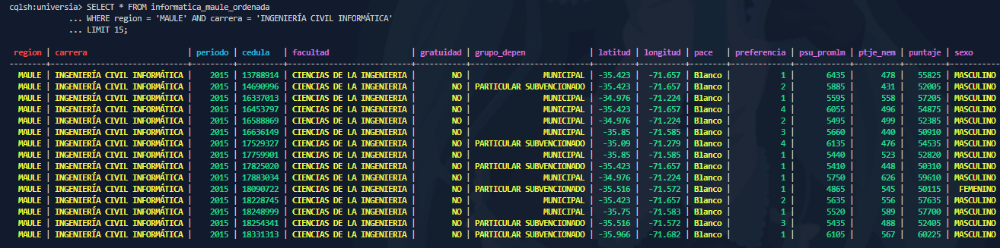 cqlsh:universia> SELECT * FROM informatica_maule_ordenada
... WHERE region = 'MAULE' AND carrera = 'INGENIERÍA CIVIL INFORMÁTICA'
... LIMIT 15;
region | carrera | periodo | cedula | facultad | gratuidad | grupo_depen | latitud | longitud | pace | preferencia | psu_promlm | ptje_nem | puntaje | sexo
MAULE | INGENIERÍA CIVIL INFORMÁTICA | 2015 | 13788914 | CIENCIAS DE LA INGENIERIA | NO | MUNICIPAL | -35.423 | -71.657 | Blanco | 1 | 6435 | 478 | 55825 | MASCULINO
MAULE | INGENIERÍA CIVIL INFORMÁTICA | 2015 | 14690996 | CIENCIAS DE LA INGENIERIA | NO | PARTICULAR SUBVENCIONADO | -35.423 | -71.657 | Blanco | 2 | 5885 | 431 | 52005 | MASCULINO
MAULE | INGENIERÍA CIVIL INFORMÁTICA | 2015 | 16337013 | CIENCIAS DE LA INGENIERIA | NO | MUNICIPAL | -34.976 | -71.224 | Blanco | 1 | 5595 | 558 | 57205 | MASCULINO
MAULE | INGENIERÍA CIVIL INFORMÁTICA | 2015 | 16453797 | CIENCIAS DE LA INGENIERIA | NO | MUNICIPAL | -35.423 | -71.657 | Blanco | 4 | 6055 | 496 | 54875 | MASCULINO
MAULE | INGENIERÍA CIVIL INFORMÁTICA | 2015 | 16588869 | CIENCIAS DE LA INGENIERIA | NO | MUNICIPAL | -34.976 | -71.224 | Blanco | 2 | 5495 | 499 | 52385 | MASCULINO
MAULE | INGENIERÍA CIVIL INFORMÁTICA | 2015 | 16636149 | CIENCIAS DE LA INGENIERIA | NO | MUNICIPAL | -35.85 | -71.585 | Blanco | 3 | 5660 | 440 | 50910 | MASCULINO
MAULE | INGENIERÍA CIVIL INFORMÁTICA | 2015 | 17529327 | CIENCIAS DE LA INGENIERIA | NO | PARTICULAR SUBVENCIONADO | -35.09 | -71.279 | Blanco | 4 | 6135 | 476 | 54535 | MASCULINO
MAULE | INGENIERÍA CIVIL INFORMÁTICA | 2015 | 17759901 | CIENCIAS DE LA INGENIERIA | NO | MUNICIPAL | -35.85 | -71.585 | Blanco | 1 | 5440 | 523 | 52820 | MASCULINO
MAULE | INGENIERÍA CIVIL INFORMÁTICA | 2015 | 17825020 | CIENCIAS DE LA INGENIERIA | NO | PARTICULAR SUBVENCIONADO | -35.423 | -71.657 | Blanco | 1 | 5410 | 448 | 50310 | MASCULINO
MAULE | INGENIERÍA CIVIL INFORMÁTICA | 2015 | 17883034 | CIENCIAS DE LA INGENIERIA | NO | MUNICIPAL | -34.976 | -71.224 | Blanco | 1 | 5750 | 626 | 59610 | MASCULINO
MAULE | INGENIERÍA CIVIL INFORMÁTICA | 2015 | 18090722 | CIENCIAS DE LA INGENIERIA | NO | PARTICULAR SUBVENCIONADO | -35.516 | -71.572 | Blanco | 1 | 4865 | 545 | 50115 | FEMENINO
MAULE | INGENIERÍA CIVIL INFORMÁTICA | 2015 | 18228745 | CIENCIAS DE LA INGENIERIA | NO | MUNICIPAL | -35.423 | -71.657 | Blanco | 2 | 5635 | 556 | 57635 | MASCULINO
MAULE | INGENIERÍA CIVIL INFORMÁTICA | 2015 | 18248999 | CIENCIAS DE LA INGENIERIA | NO | MUNICIPAL | -35.75 | -71.583 | Blanco | 1 | 5520 | 589 | 57700 | MASCULINO
MAULE | INGENIERÍA CIVIL INFORMÁTICA | 2015 | 18254341 | CIENCIAS DE LA INGENIERIA | NO | PARTICULAR SUBVENCIONADO | -35.516 | -71.572 | Blanco | 3 | 5435 | 488 | 52405 | MASCULINO
MAULE | INGENIERÍA CIVIL INFORMÁTICA | 2015 | 18331313 | CIENCIAS DE LA INGENIERIA | NO | MUNICIPAL | -35.966 | -71.682 | Blanco | 1 | 6105 | 567 | 60225 | MASCULINO